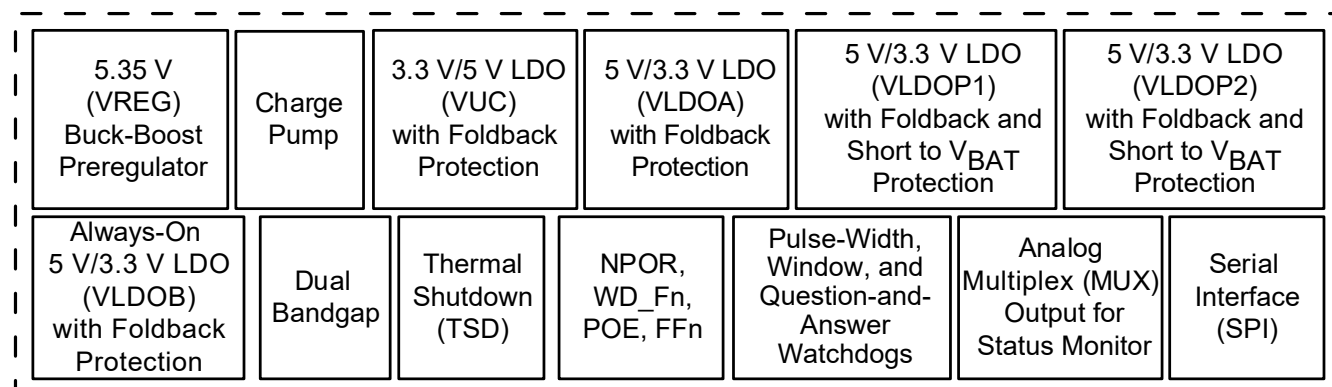 5.35 V
(VREG)
Buck-Boost
Preregulator
Charge
Pump
3.3 V/5 V LDO
(VUC)
with Foldback
Protection
5 V/3.3 V LDO
(VLDOA)
with Foldback
Protection
5 V/3.3 V LDO
(VLDOP1)
with Foldback and
Short to VBAT
Protection
5 V/3.3 V LDO
(VLDOP2)
with Foldback and
Short to VBAT
Protection
Always-On
5 V/3.3 V LDO
(VLDOB)
with Foldback
Protection
Dual
Bandgap
Thermal
Shutdown
(TSD)
NPOR,
WD_Fn,
POE, FFn
Pulse-Width,
Window, and
Question-and-
Answer
Watchdogs
Analog
Multiplex (MUX)
Output for
Status Monitor
Serial
Interface
(SPI)